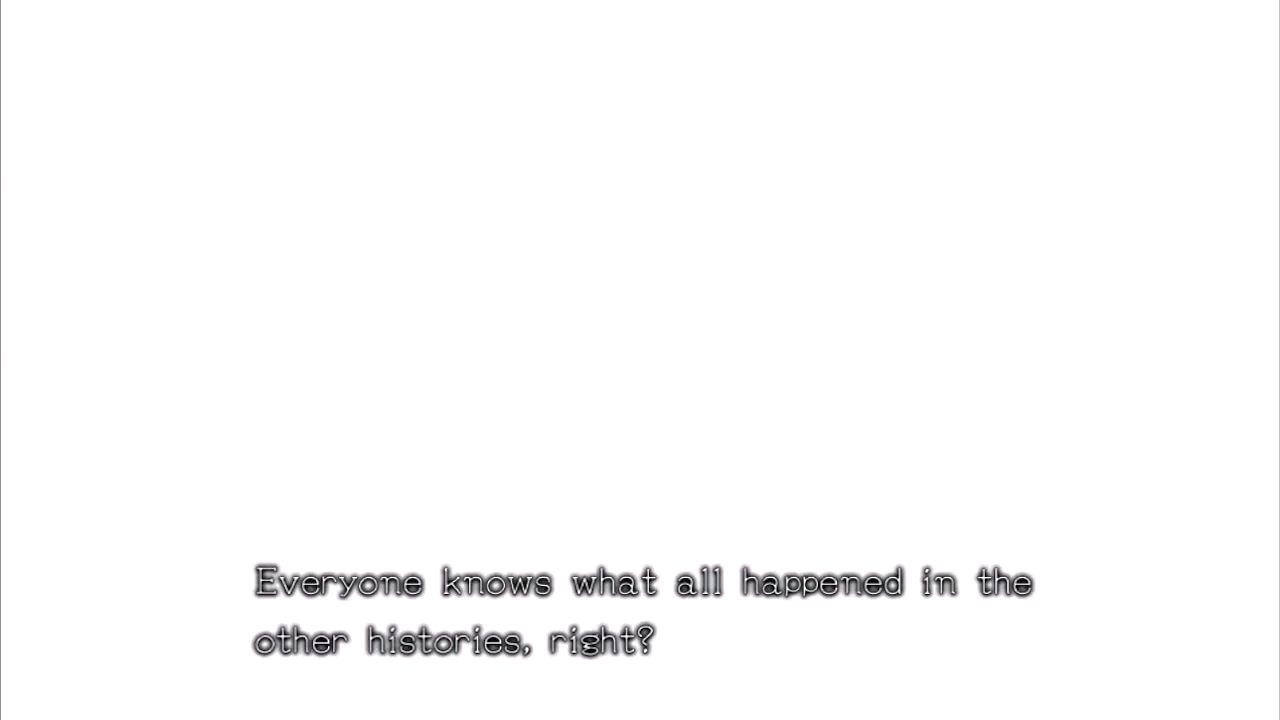 Everyone knows what all happened in the
other histories, right?